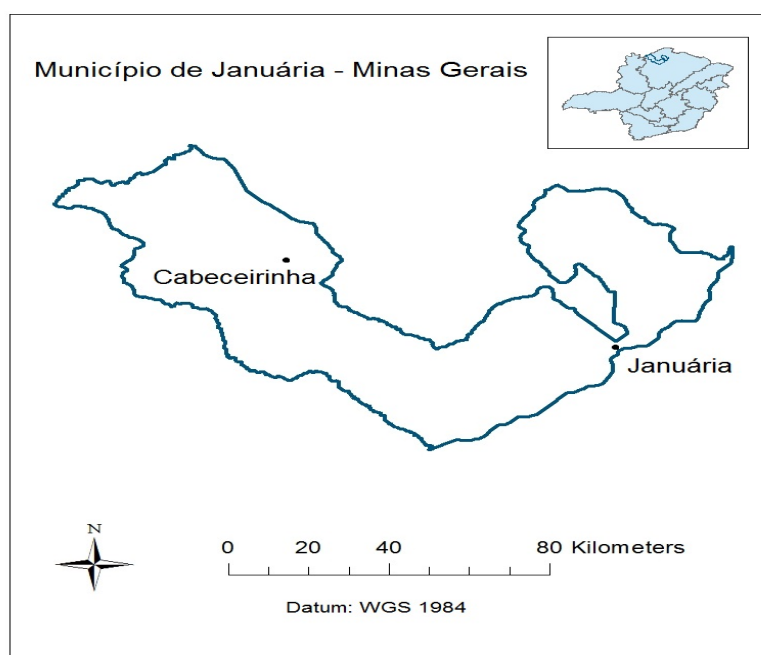 Município de Januária - Minas Gerais
Cabeceirinha
Januária
N
0 20 40 80 Kilometers
Datum: WGS 1984